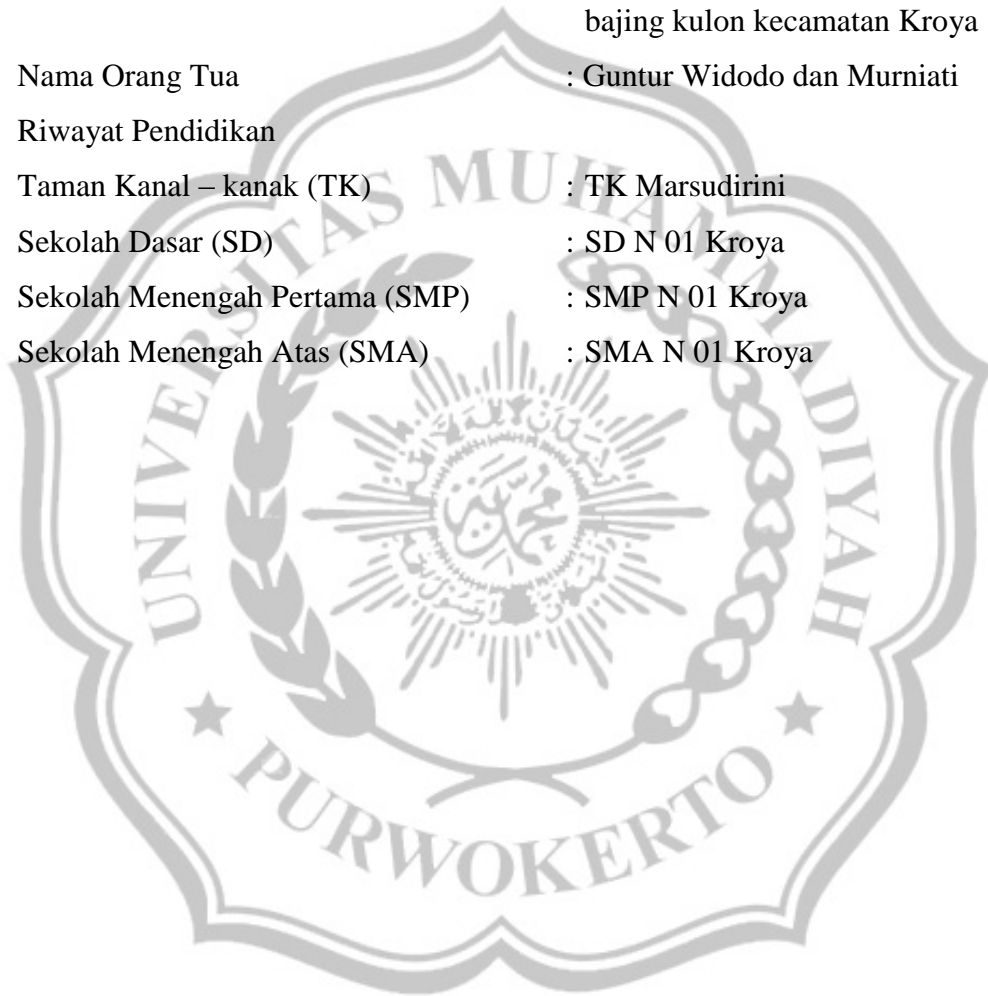 bajing kulon kecamatan Kroya
Nama Orang Tua : Guntur Widodo dan Murniati
Riwayat Pendidikan
Taman Kanal – kanak (TK) : TK Marsudirini
Sekolah Dasar (SD) : SD N 01 Kroya
Sekolah Menengah Pertama (SMP) : SMP N 01 Kroya
Sekolah Menengah Atas (SMA) : SMA N 01 Kroya
UNIVERSITAS MUHAMMADIYAH
PURWOKERTO